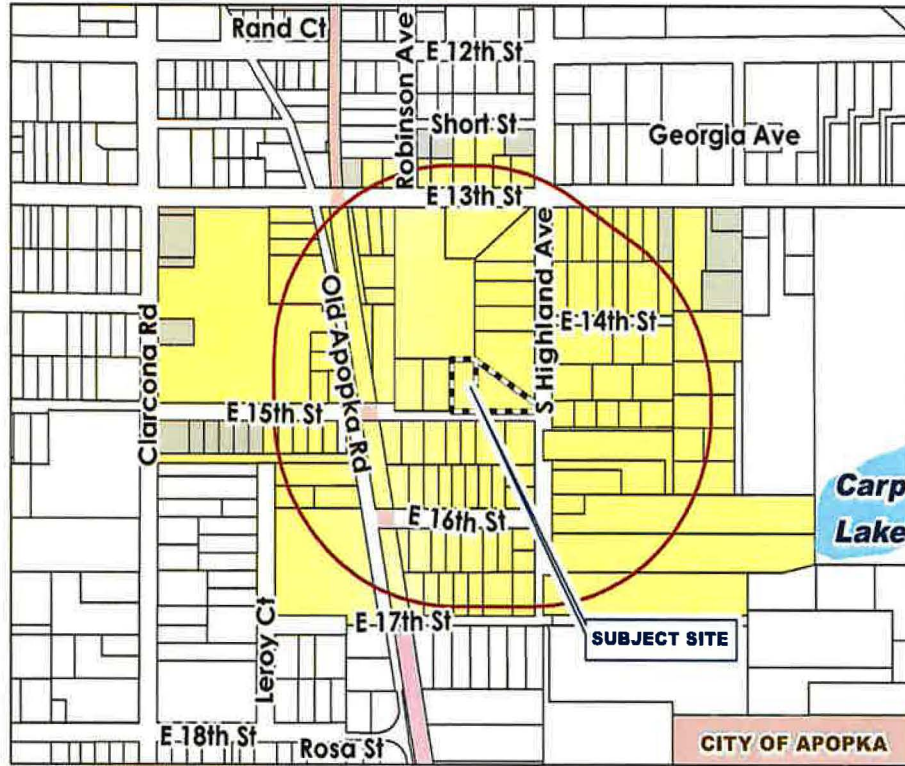 Rand Ct
Robinson Ave
E 12th St
Short St
Georgia Ave
E 13th St
S Highland Ave
Old Apopka Rd
E 14th St
Clarcona Rd
E 15th St
Carp
Lake
E 16th St
Leroy Ct
E 17th St
SUBJECT SITE
E 18th St
Rosa St
CITY OF APOPKA